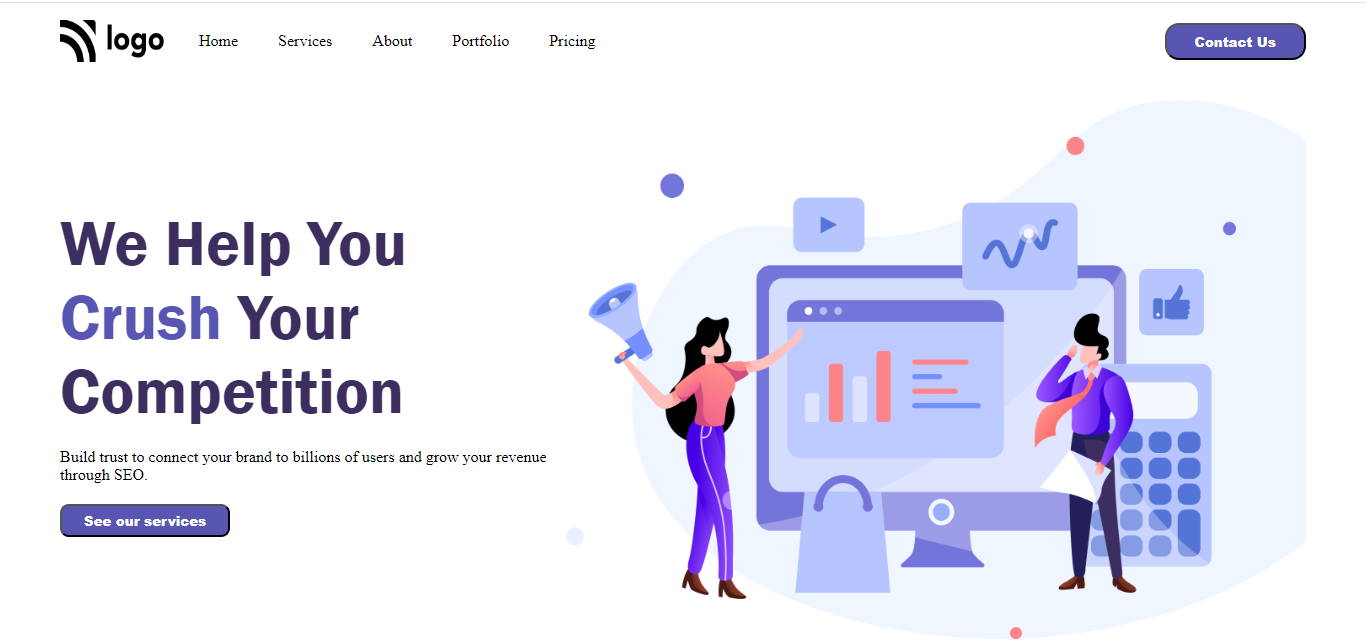 logo Home Services About Portfolio Pricing Contact Us
We Help You
Crush Your
Competition
Build trust to connect your brand to billions of users and grow your revenue
through SEO.
See our services